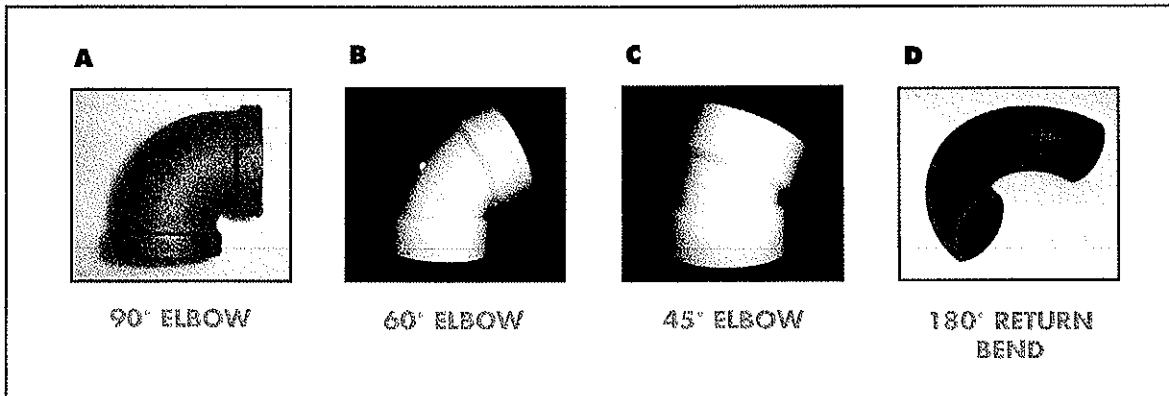 A
B
C
D
90° ELBOW
60° ELBOW
45° ELBOW
180° RETURN
BEND